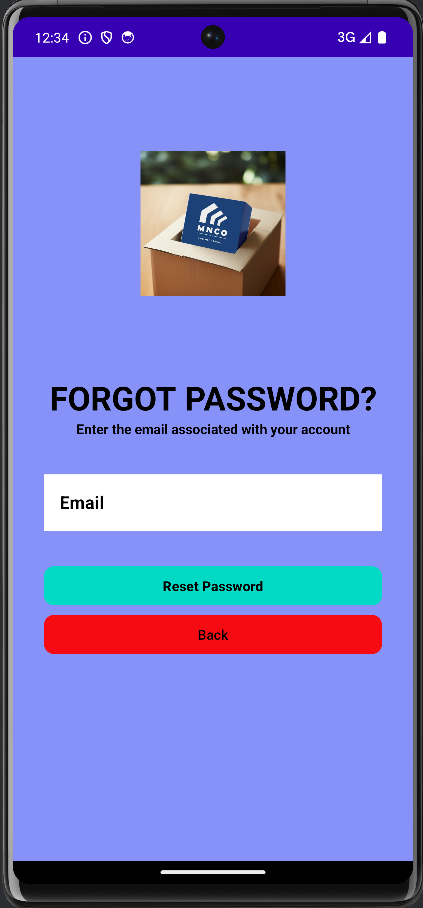 12:34
3G
MNCO
FORGOT PASSWORD?
Enter the email associated with your account
Email
Reset Password
Back